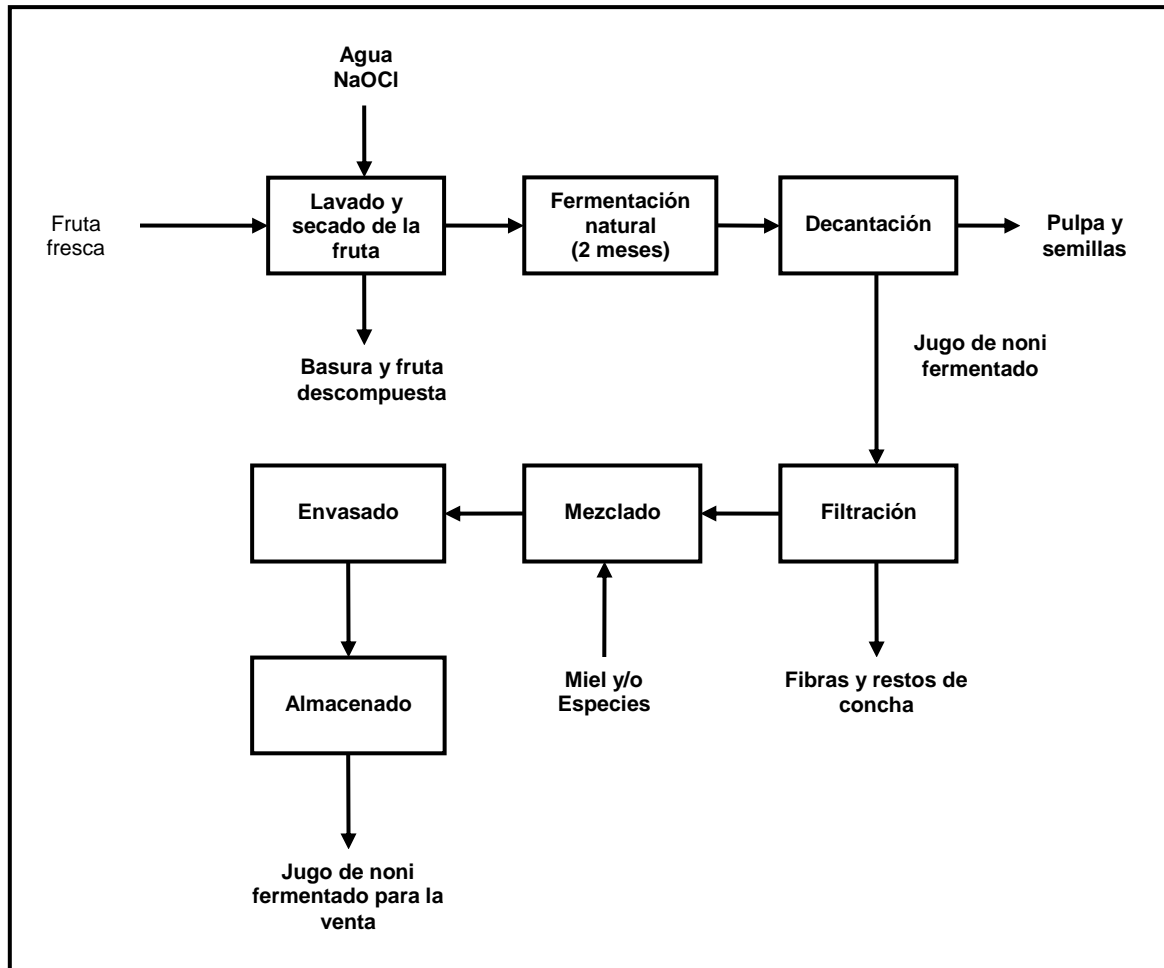 Agua
NaOCl
Fruta
fresca
Lavado y
secado de la
fruta
Fermentación
natural
(2 meses)
Decantación
Pulpa y
semillas
Basura y fruta
descompuesta
Jugo de noni
fermentado
Envasado
Mezclado
Filtración
Almacenado
Miel y/o
Especies
Fibras y restos de
concha
Jugo de noni
fermentado para la
venta